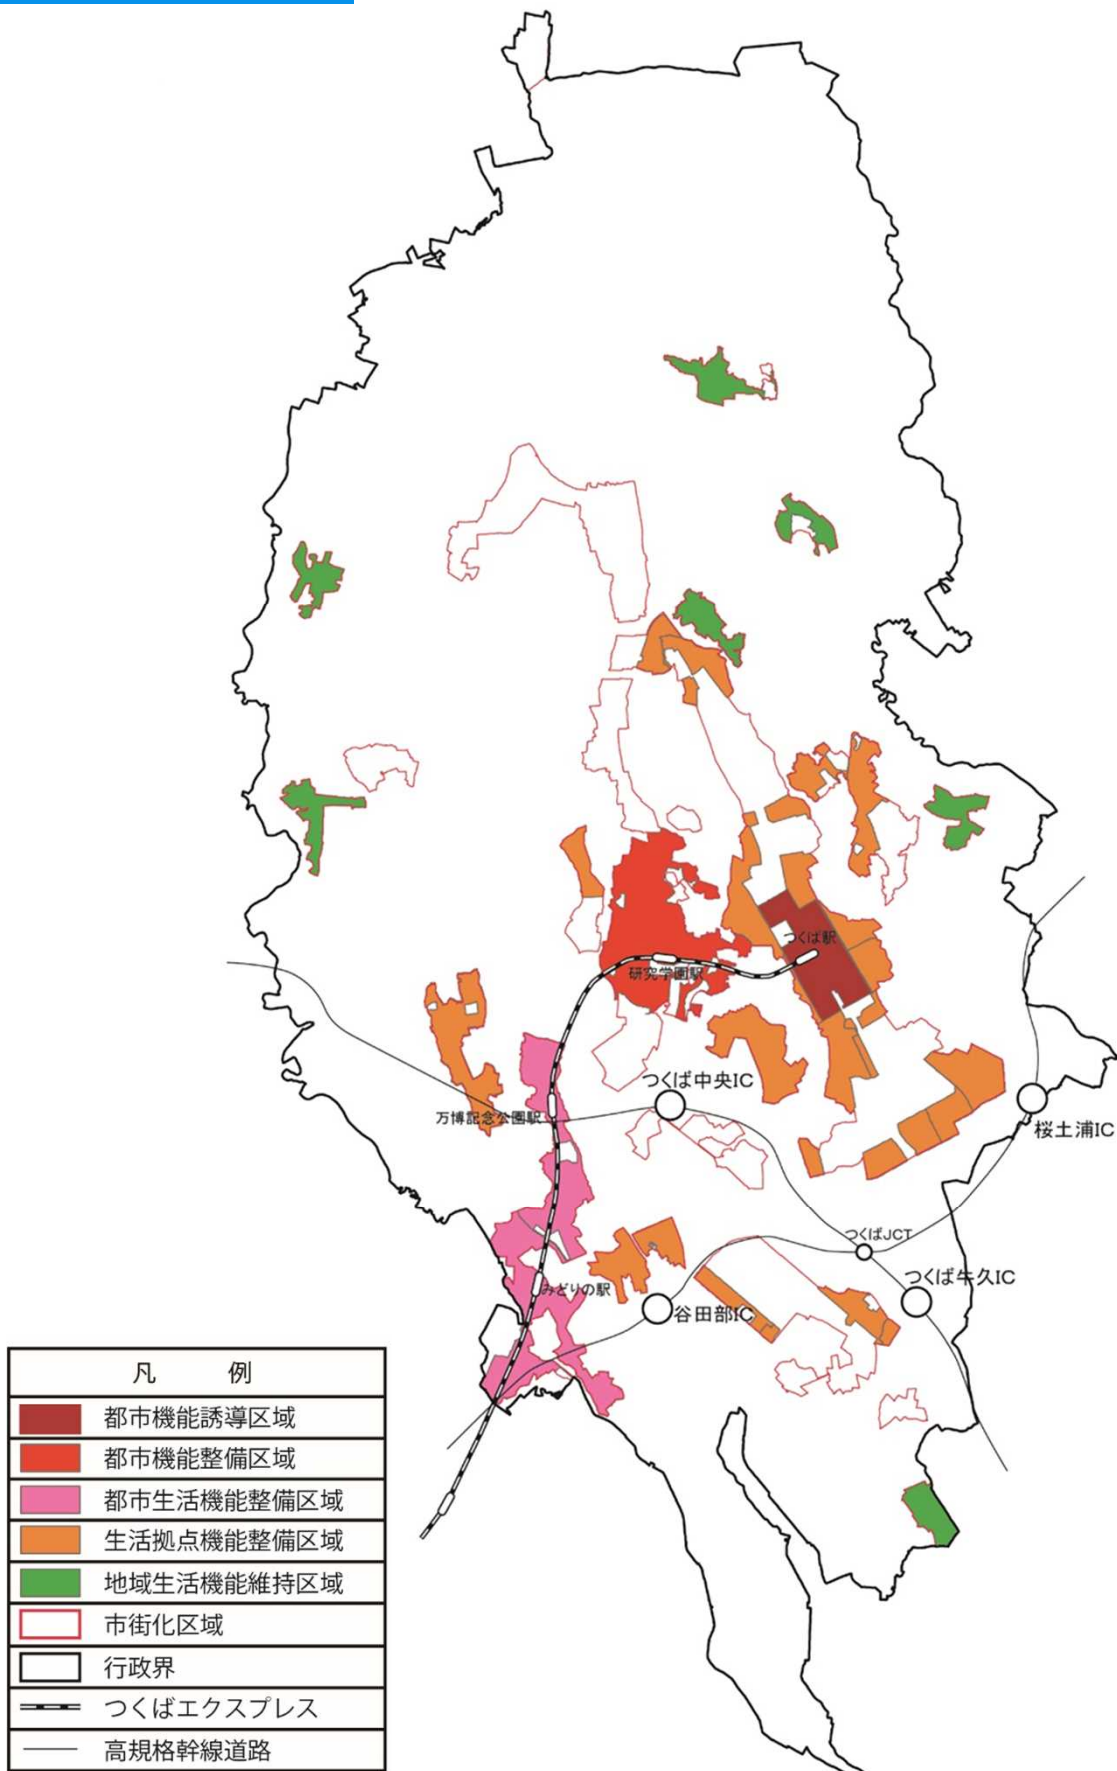 つくば駅
研究学園駅
つくば中央IC
万博記念公園駅
桜土浦IC
つくばJCT
つくば牛久IC
みどりの駅
谷田部IC
凡　例
都市機能誘導区域
都市機能整備区域
都市生活機能整備区域
生活拠点機能整備区域
地域生活機能維持区域
市街化区域
行政界
つくばエクスプレス
高規格幹線道路